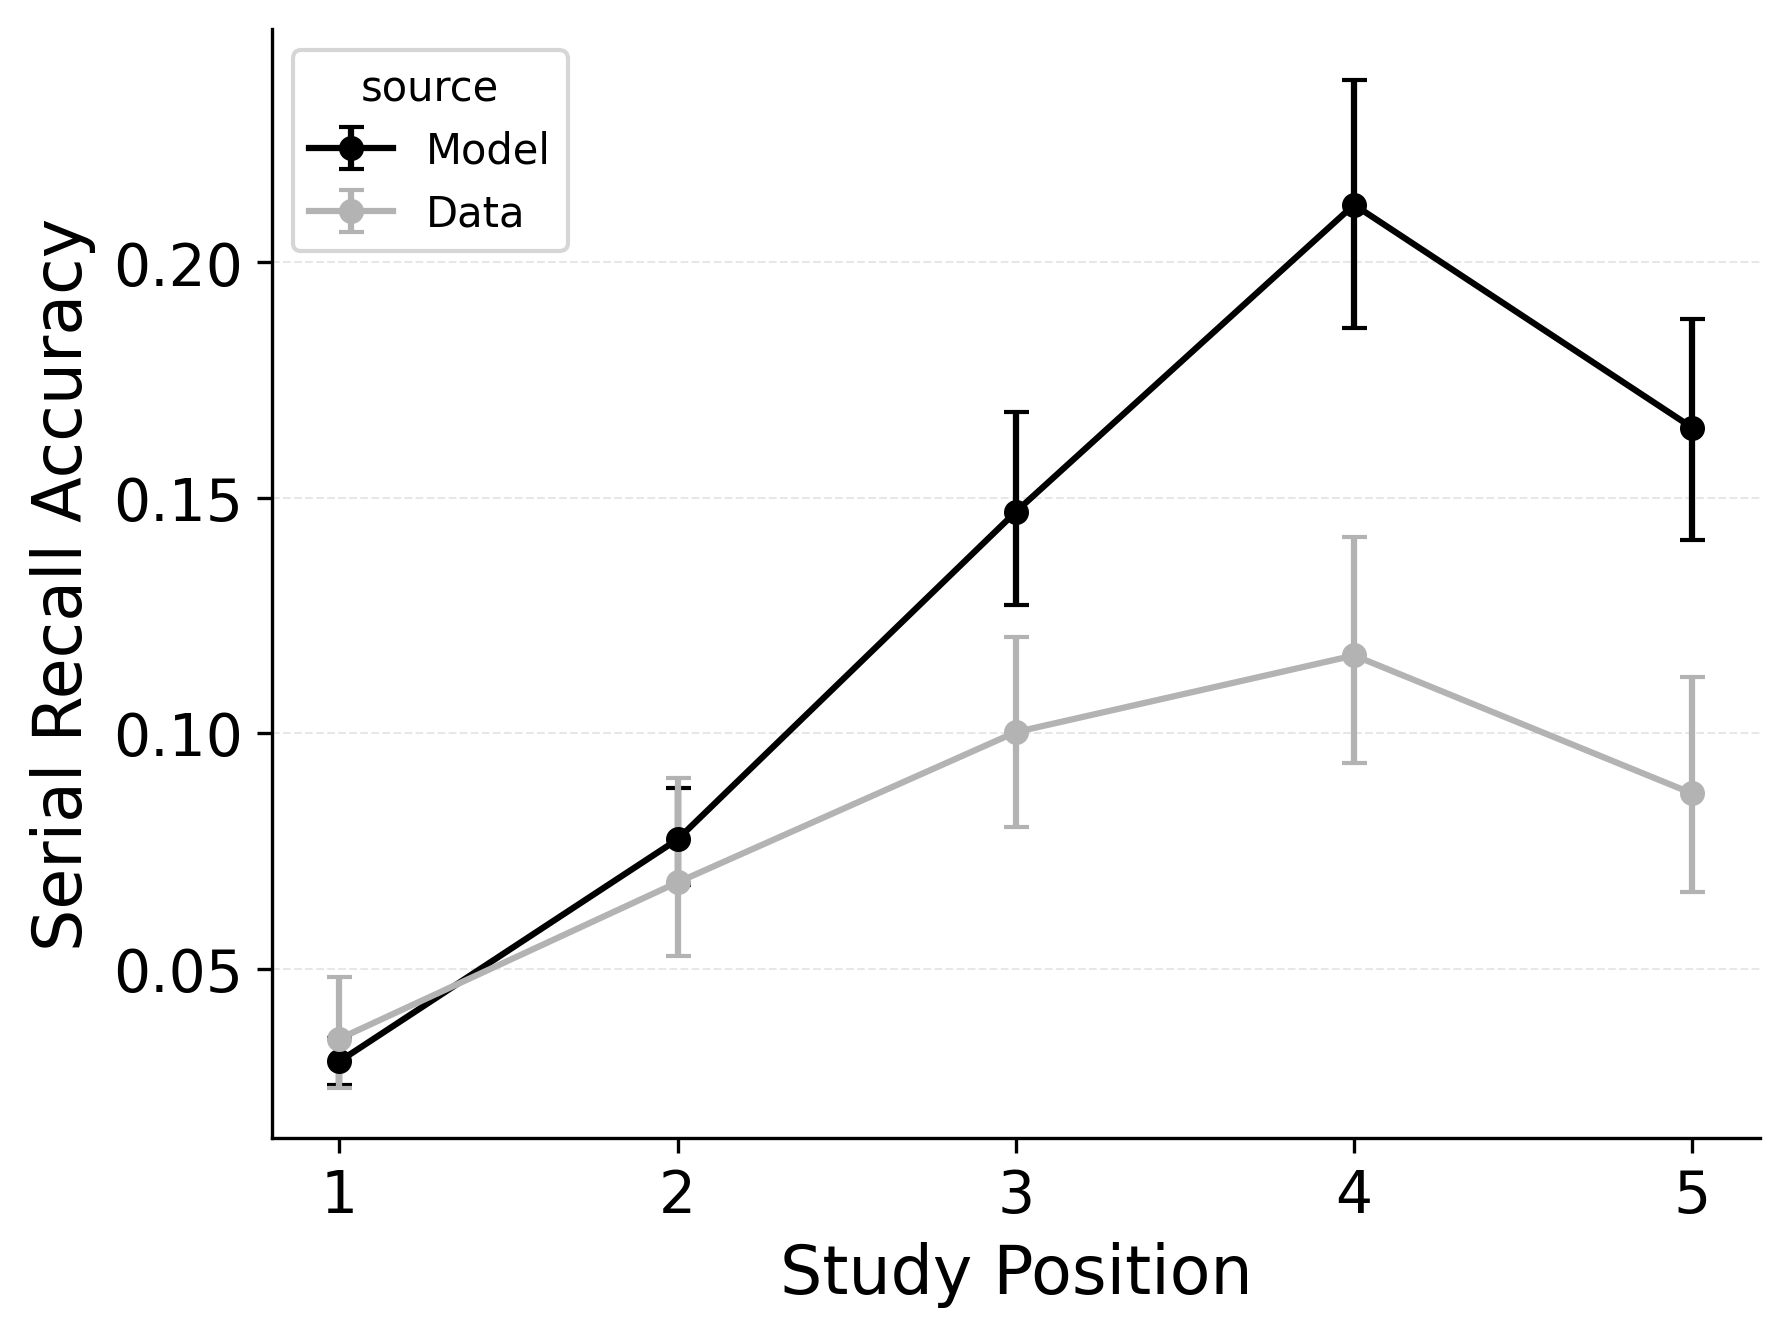 source
Model
Data
Serial Recall Accuracy
0.20
0.15
0.10
0.05
1 2 3 4 5
Study Position